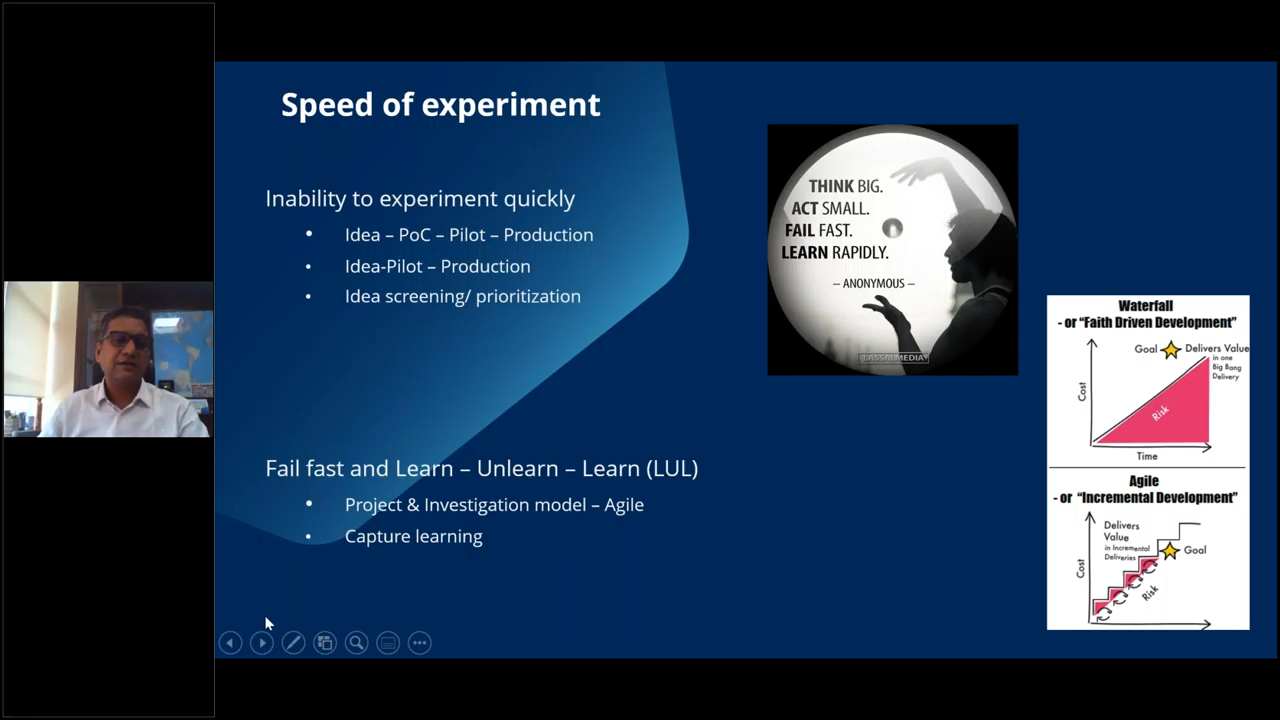 Speed of experiment
Inability to experiment quickly
• Idea – PoC – Pilot – Production
• Idea-Pilot – Production
• Idea screening/ prioritization
Fail fast and Learn – Unlearn – Learn (LUL)
• Project & Investigation model – Agile
• Capture learning
THINK BIG.
ACT SMALL.
FAIL FAST.
LEARN RAPIDLY.
– ANONYMOUS –
LASSALMEDIA
Waterfall
- or “Faith Driven Development”
Goal Delivers Value
in one
Big Bang
Delivery
Cost
Risk
Time
Agile
- or “Incremental Development”
Delivers
Value
in Incremental
Deliveries
Goal
Cost
Risk